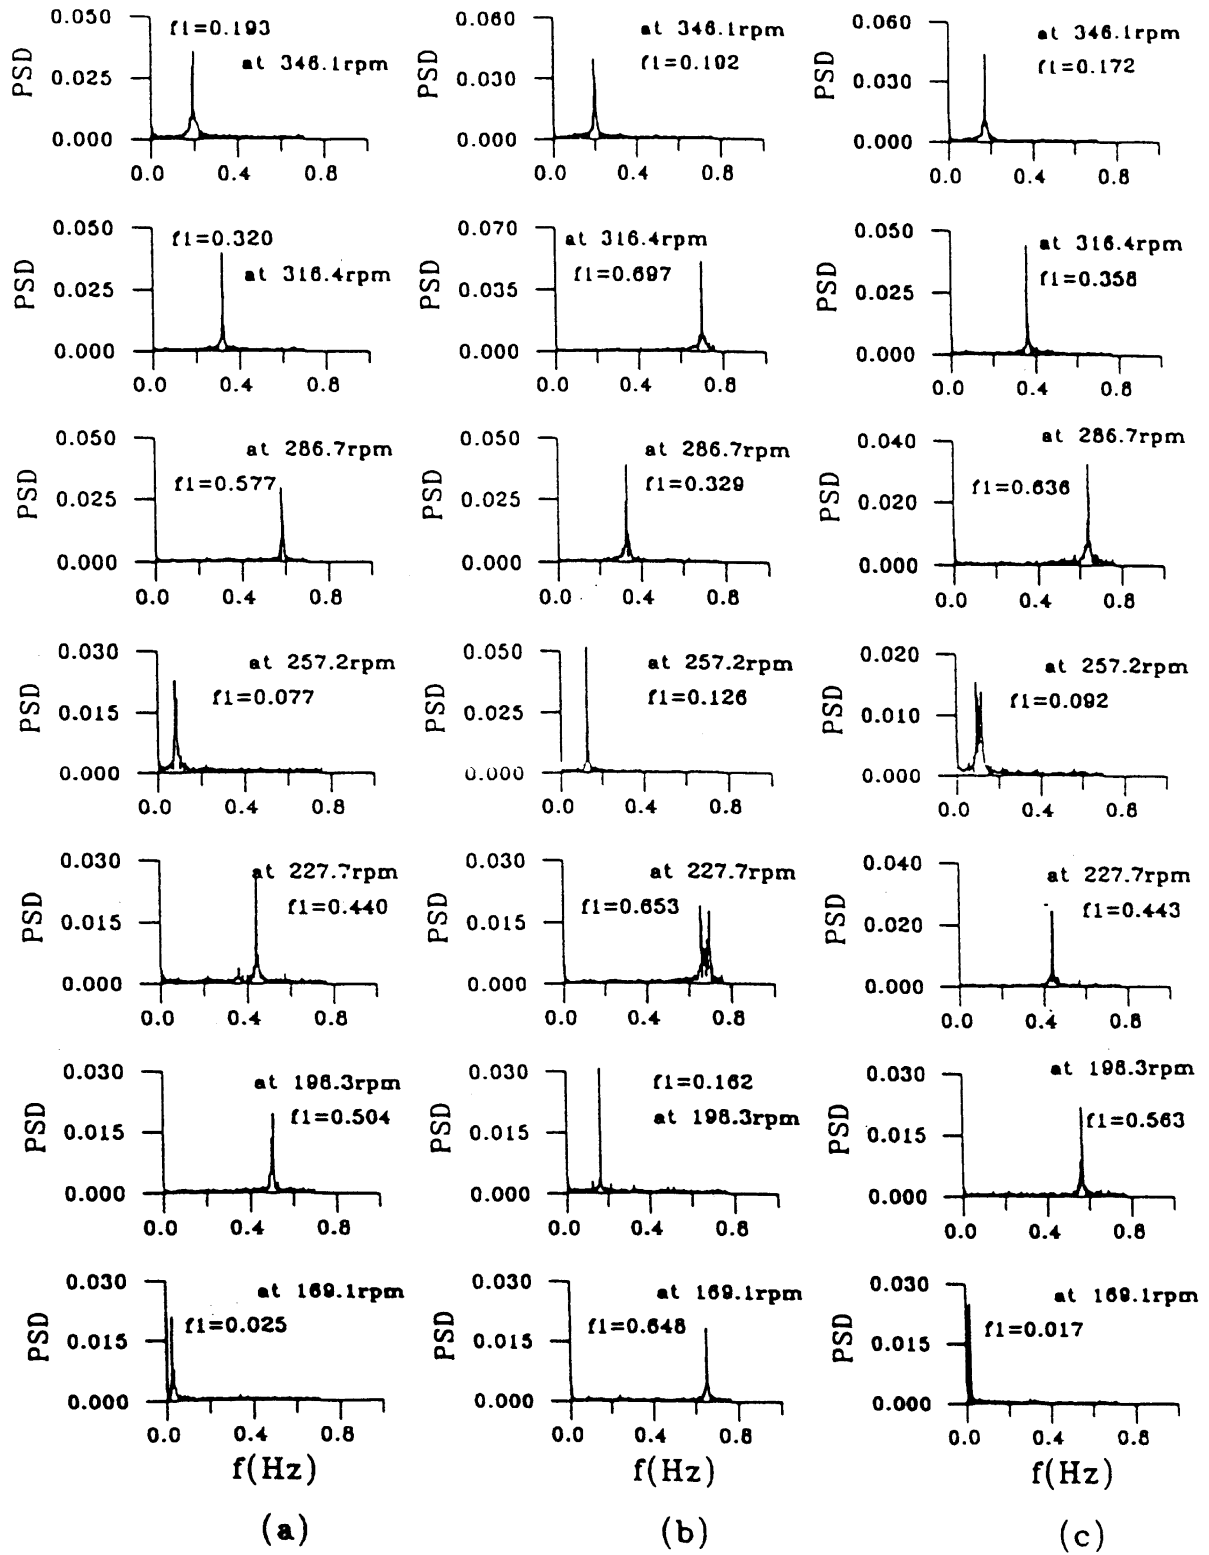 0.050 f1=0.193
at 346.1rpm
PSD
0.025
0.000
0.0 0.4 0.8
0.060 at 346.1rpm
f1=0.192
PSD
0.030
0.000
0.0 0.4 0.8
0.060 at 346.1rpm
f1=0.172
PSD
0.030
0.000
0.0 0.4 0.8
0.050 f1=0.320
at 316.4rpm
PSD
0.025
0.000
0.0 0.4 0.8
0.070 at 316.4rpm
f1=0.697
PSD
0.035
0.000
0.0 0.4 0.8
0.050 at 316.4rpm
f1=0.358
PSD
0.025
0.000
0.0 0.4 0.8
0.050 at 286.7rpm
f1=0.577
PSD
0.025
0.000
0.0 0.4 0.8
0.050 at 286.7rpm
f1=0.329
PSD
0.025
0.000
0.0 0.4 0.8
0.040 at 286.7rpm
f1=0.636
PSD
0.020
0.000
0.0 0.4 0.8
0.030 at 257.2rpm
f1=0.077
PSD
0.015
0.000
0.0 0.4 0.8
0.050 at 257.2rpm
f1=0.126
PSD
0.025
0.000
0.0 0.4 0.8
0.020 at 257.2rpm
f1=0.092
PSD
0.010
0.000
0.0 0.4 0.8
0.030 at 227.7rpm
f1=0.440
PSD
0.015
0.000
0.0 0.4 0.8
0.030 at 227.7rpm
f1=0.653
PSD
0.015
0.000
0.0 0.4 0.8
0.040 at 227.7rpm
f1=0.443
PSD
0.020
0.000
0.0 0.4 0.8
0.030 at 198.3rpm
f1=0.504
PSD
0.015
0.000
0.0 0.4 0.8
0.030 f1=0.162
at 198.3rpm
PSD
0.015
0.000
0.0 0.4 0.8
0.030 at 198.3rpm
f1=0.563
PSD
0.015
0.000
0.0 0.4 0.8
0.030 at 169.1rpm
f1=0.025
PSD
0.015
0.000
0.0 0.4 0.8
f(Hz)
(a)
0.030 at 169.1rpm
f1=0.648
PSD
0.015
0.000
0.0 0.4 0.8
f(Hz)
(b)
0.030 at 169.1rpm
f1=0.017
PSD
0.015
0.000
0.0 0.4 0.8
f(Hz)
(c)